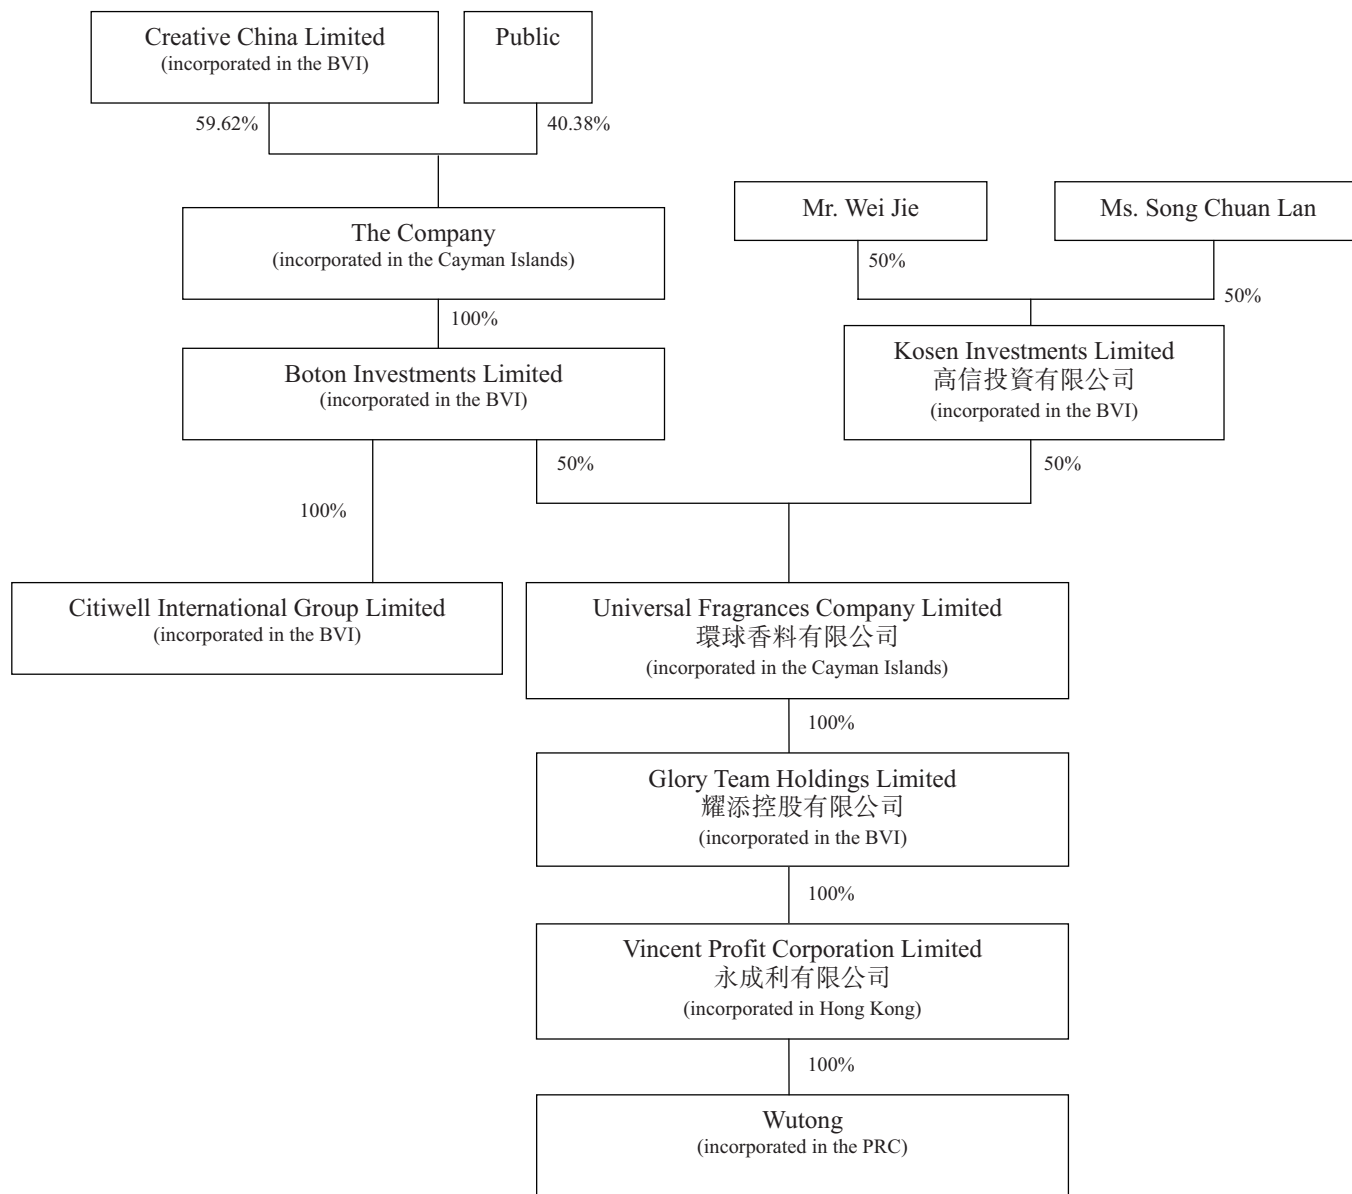 Creative China Limited
(incorporated in the BVI)
Public
59.62%
40.38%
Mr. Wei Jie
Ms. Song Chuan Lan
The Company
(incorporated in the Cayman Islands)
50%
50%
100%
Boton Investments Limited
(incorporated in the BVI)
Kosen Investments Limited
高信投資有限公司
(incorporated in the BVI)
50%
50%
100%
Citiwell International Group Limited
(incorporated in the BVI)
Universal Fragrances Company Limited
環球香料有限公司
(incorporated in the Cayman Islands)
100%
Glory Team Holdings Limited
耀添控股有限公司
(incorporated in the BVI)
100%
Vincent Profit Corporation Limited
永成利有限公司
(incorporated in Hong Kong)
100%
Wutong
(incorporated in the PRC)